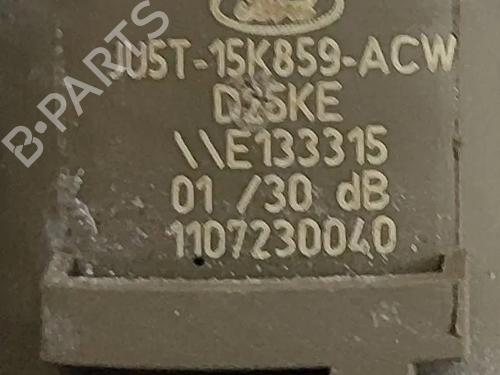 JU5T-15K859-ACW
D25KE
\\E133315
01 /30 dB
1107230040
B-PARTS